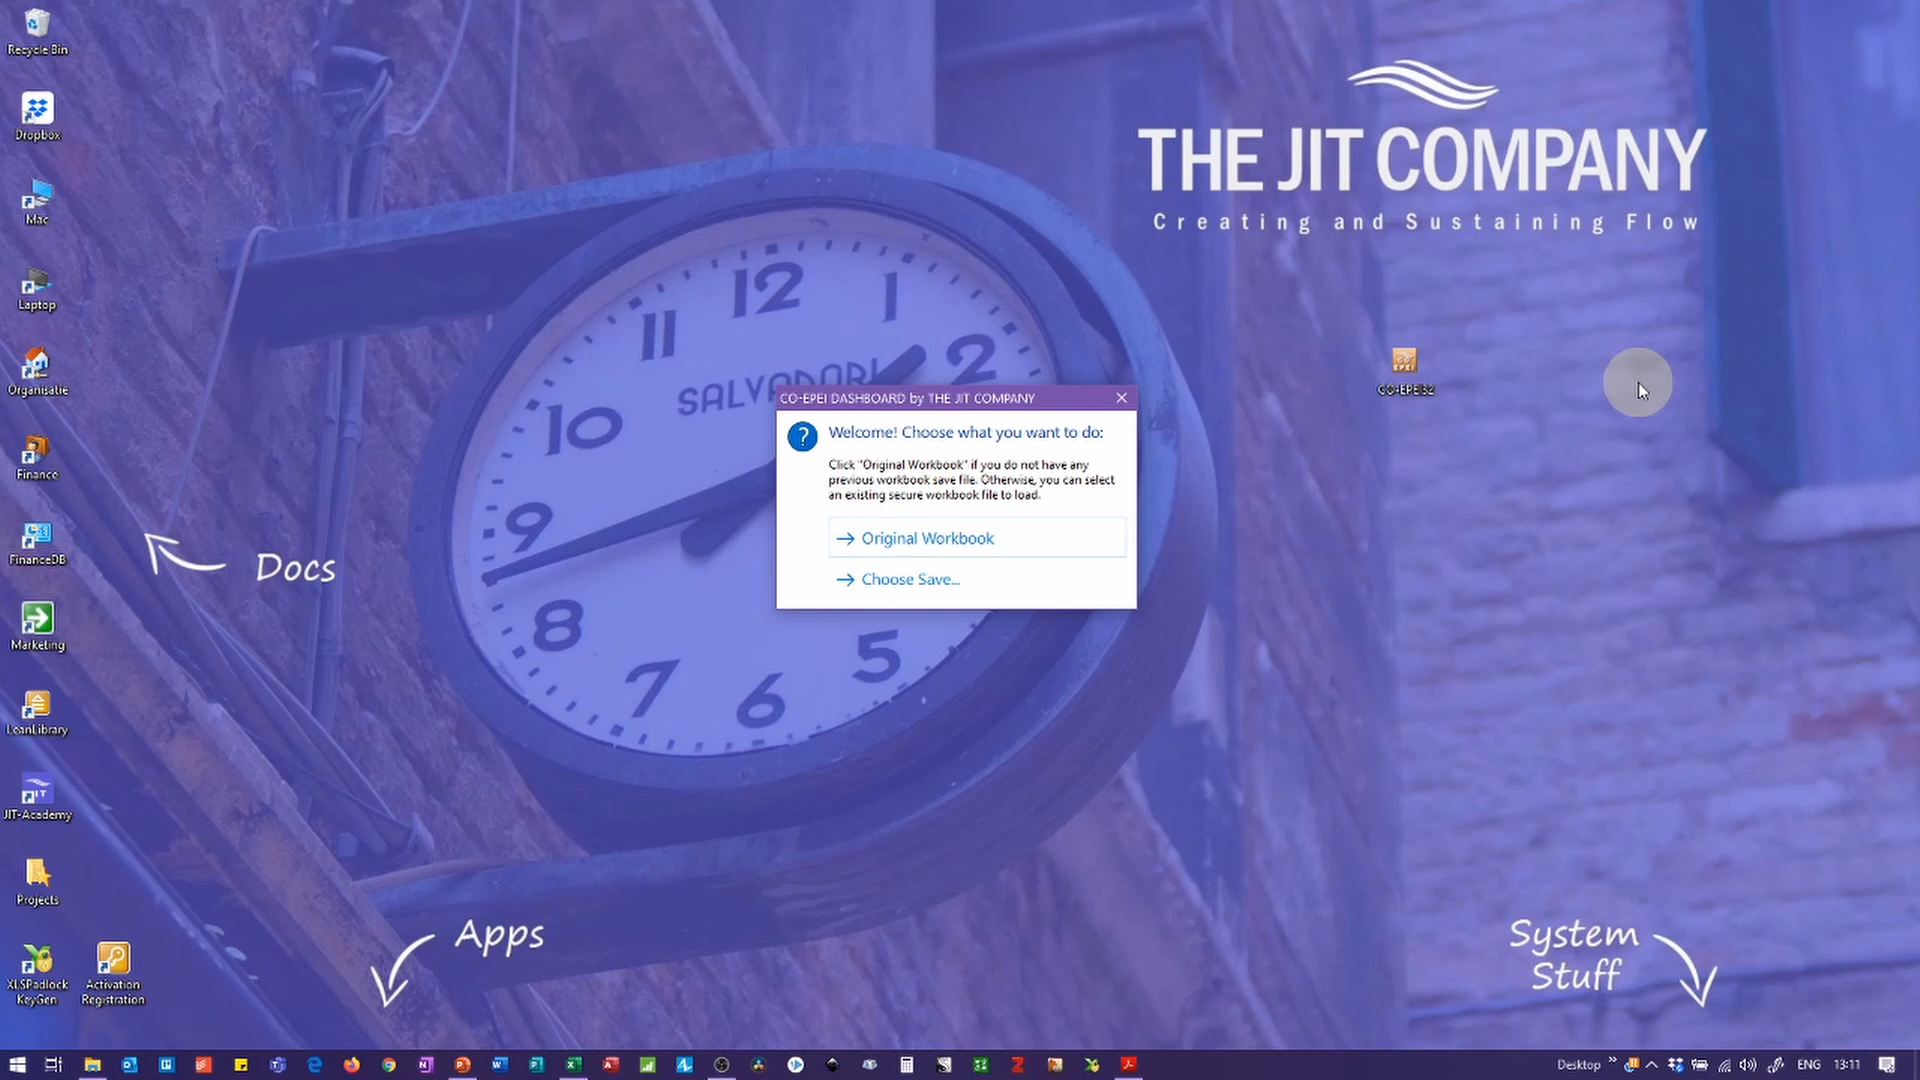 Recycle Bin
Dropbox
Mac
Laptop
Organisatie
Finance
FinanceDB
Marketing
LeanLibrary
JIT-Academy
Projects
XLSPadlock
KeyGen
Activation
Registration
Docs
Apps
System
Stuff
THE JIT COMPANY
Creating and Sustaining Flow
12
1
2
11
10
9
8
7
6
5
CO-EPEI DASHBOARD by THE JIT COMPANY
Welcome! Choose what you want to do:
Click "Original Workbook" if you do not have any
previous workbook save file. Otherwise, you can select
an existing secure workbook file to load.
Original Workbook
Choose Save...
Desktop
ENG
13:11